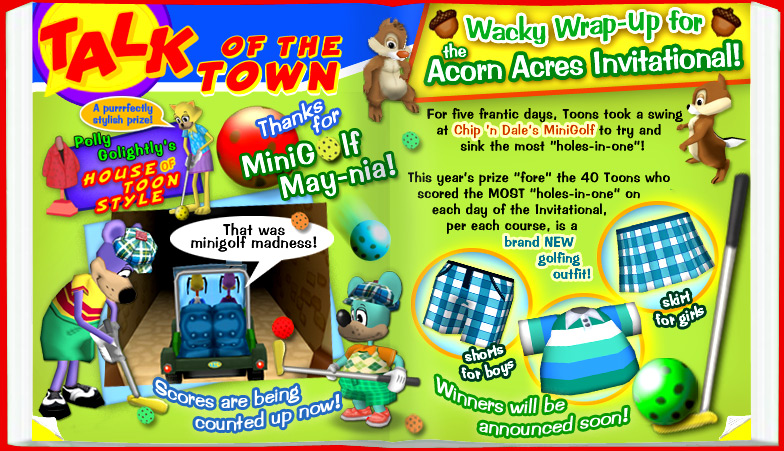 TALK
OF THE
TOWN
A purrrfectly
stylish prize!
Polly
Golightly's
HOUSE OF
TOON
STYLE
Thanks
for
MiniGolf
May-nia!
That was
minigolf madness!
Scores are being
counted up now!
Wacky Wrap-Up for
the
Acorn Acres Invitational!
For five frantic days, Toons took a swing
at Chip 'n Dale's MiniGolf to try and
sink the most "holes-in-one"!
This year's prize "fore" the 40 Toons who
scored the MOST "holes-in-one" on
each day of the Invitational,
per each course, is a
brand NEW
golfing
outfit!
shorts
for boys
skirt
for girls
Winners will be
announced soon!